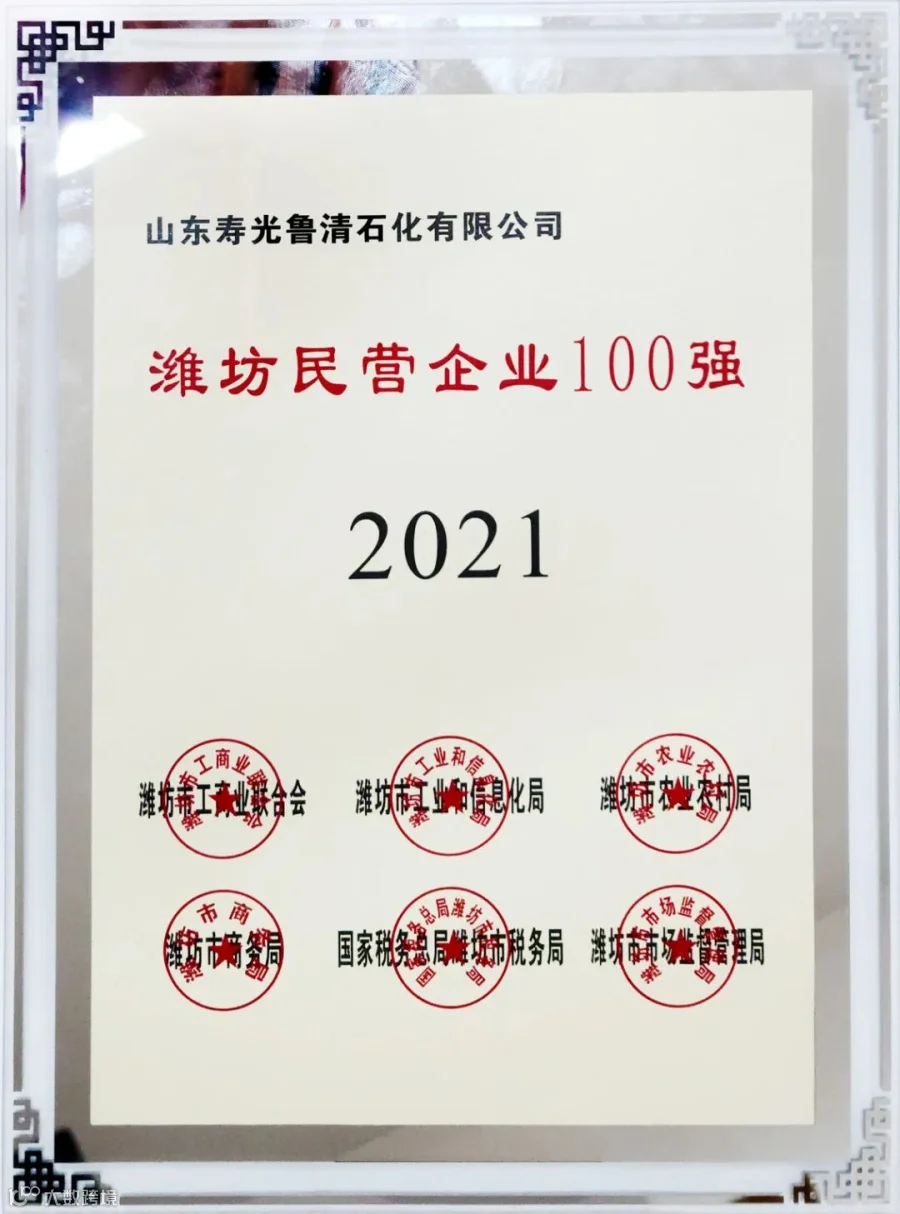 山东寿光鲁清石化有限公司
潍坊民营企业100强
2021
潍坊市工商业联合会
潍坊市工业和信息化局
潍坊市农业农村局
潍坊市商务局
国家税务总局潍坊市税务局
潍坊市市场监督管理局
大数跨境